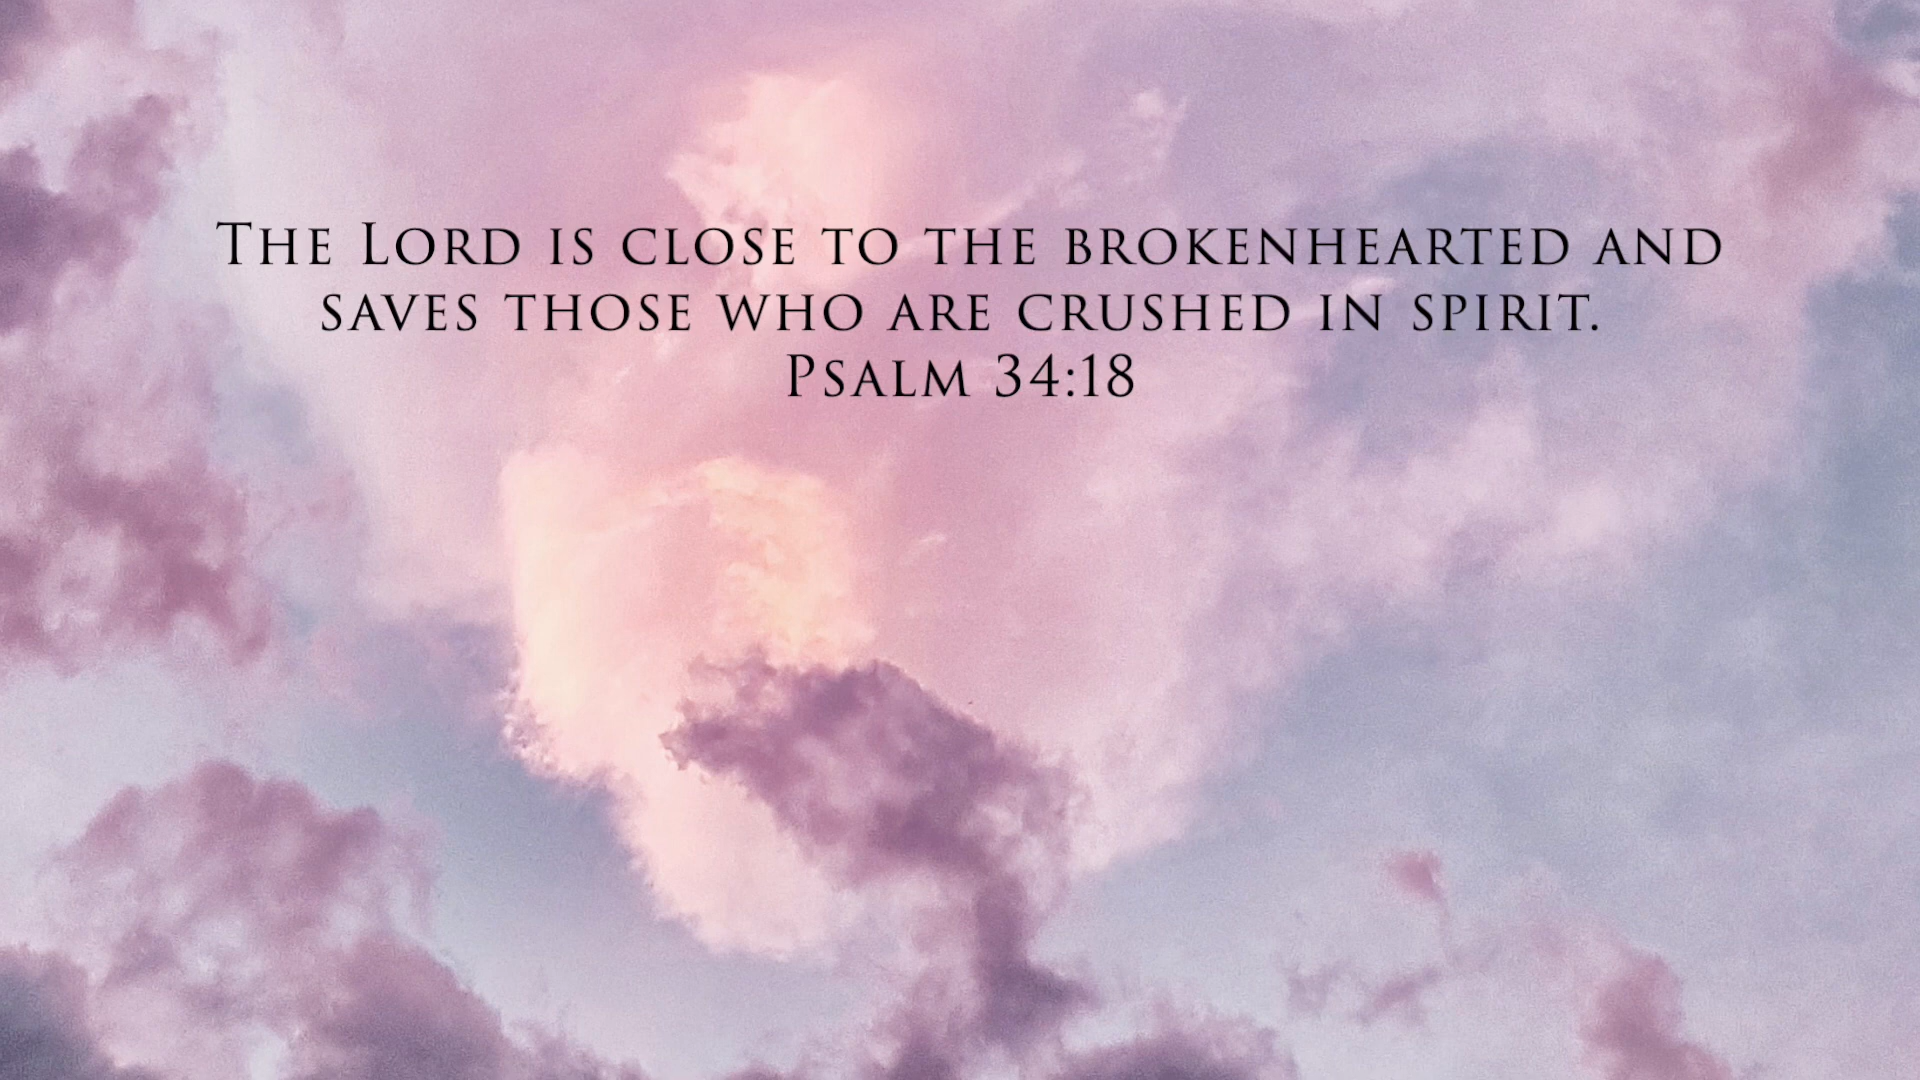 The Lord is close to the brokenhearted and
saves those who are crushed in spirit.
Psalm 34:18